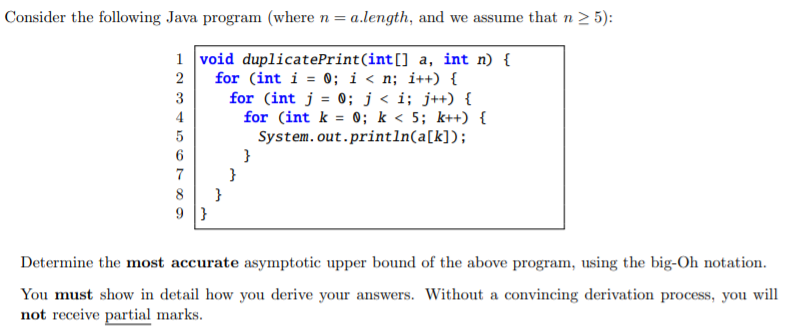 Consider the following Java program (where n = a.length, and we assume that n ≥ 5):
1 void duplicatePrint(int[] a, int n) {
2 for (int i = 0; i < n; i++) {
3 for (int j = 0; j < i; j++) {
4 for (int k = 0; k < 5; k++) {
5 System.out.println(a[k]);
6 }
7 }
8 }
9 }
Determine the most accurate asymptotic upper bound of the above program, using the big-Oh notation.
You must show in detail how you derive your answers. Without a convincing derivation process, you will
not receive partial marks.